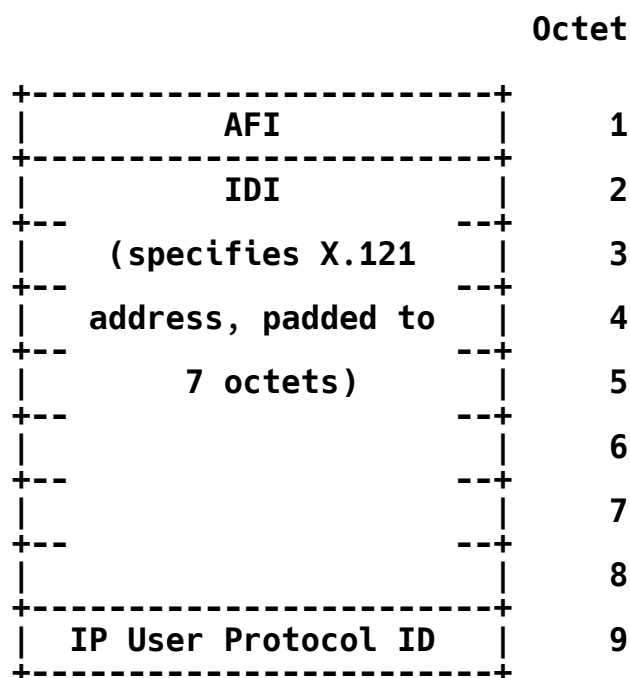 Octet
+------------------------+
|          AFI           |     1
+------------------------+
|          IDI           |     2
+--                    --+
|    (specifies X.121    |     3
+--                    --+
|   address, padded to   |     4
+--                    --+
|        7 octets)       |     5
+--                    --+
|                        |     6
+--                    --+
|                        |     7
+--                    --+
|                        |     8
+------------------------+
|  IP User Protocol ID   |     9
+------------------------+